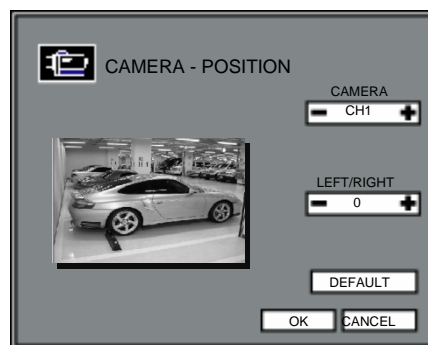 CAMERA - POSITION
CAMERA
CH1
LEFT/RIGHT
0
DEFAULT
OK
CANCEL